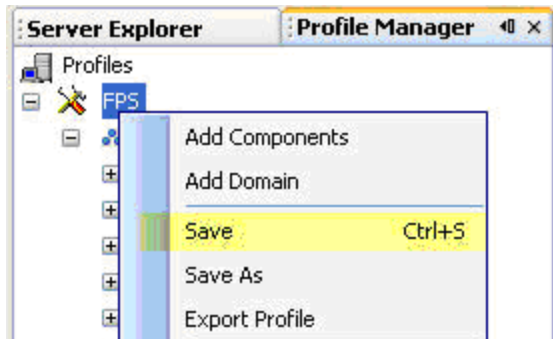 Server Explorer Profile Manager
Profiles
FPS
Add Components
Add Domain
Save Ctrl+S
Save As
Export Profile